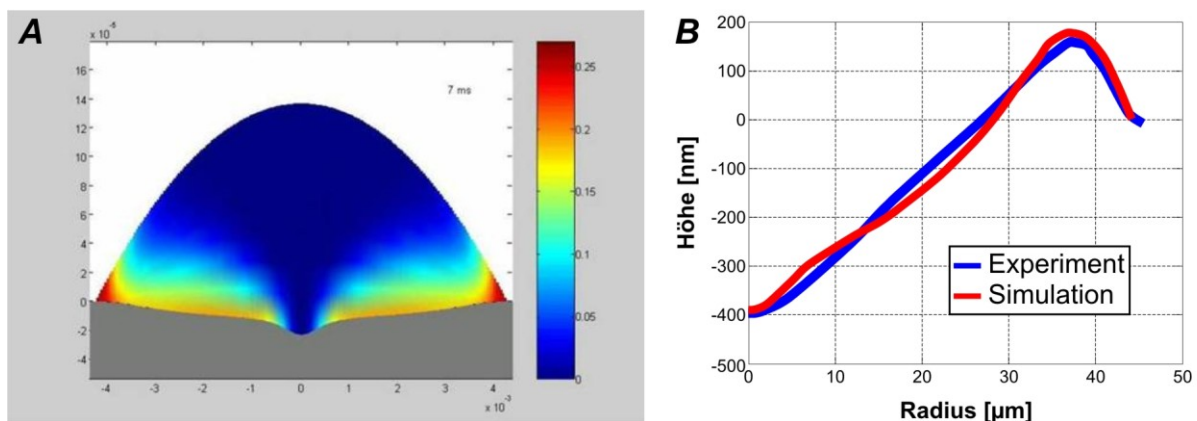 A
x 10
16
14
12
10
8
6
4
2
0
-2
-4
7 ms
-4 -3 -2 -1 0 1 2 3 4
x 10⁻³
0.25
0.2
0.15
0.1
0.05
0
B
Höhe [nm]
200
100
0
-100
-200
-300
-400
-500
Experiment
Simulation
0 10 20 30 40 50
Radius [µm]